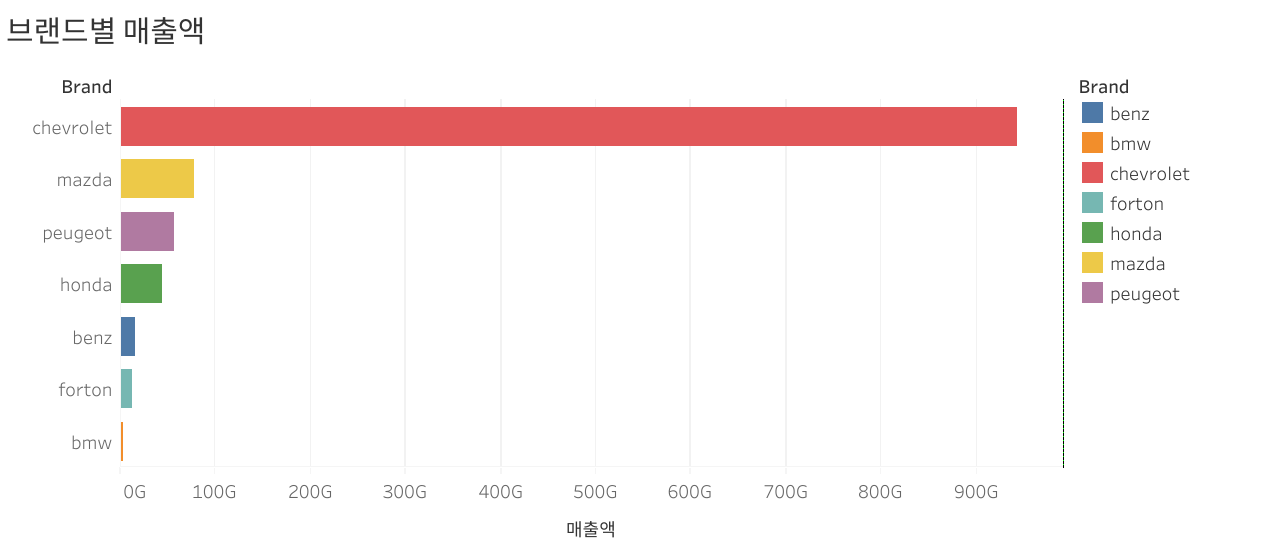 브랜드별 매출액
Brand
chevrolet
mazda
peugeot
honda
benz
forton
bmw
0G 100G 200G 300G 400G 500G 600G 700G 800G 900G
매출액
Brand
benz
bmw
chevrolet
forton
honda
mazda
peugeot